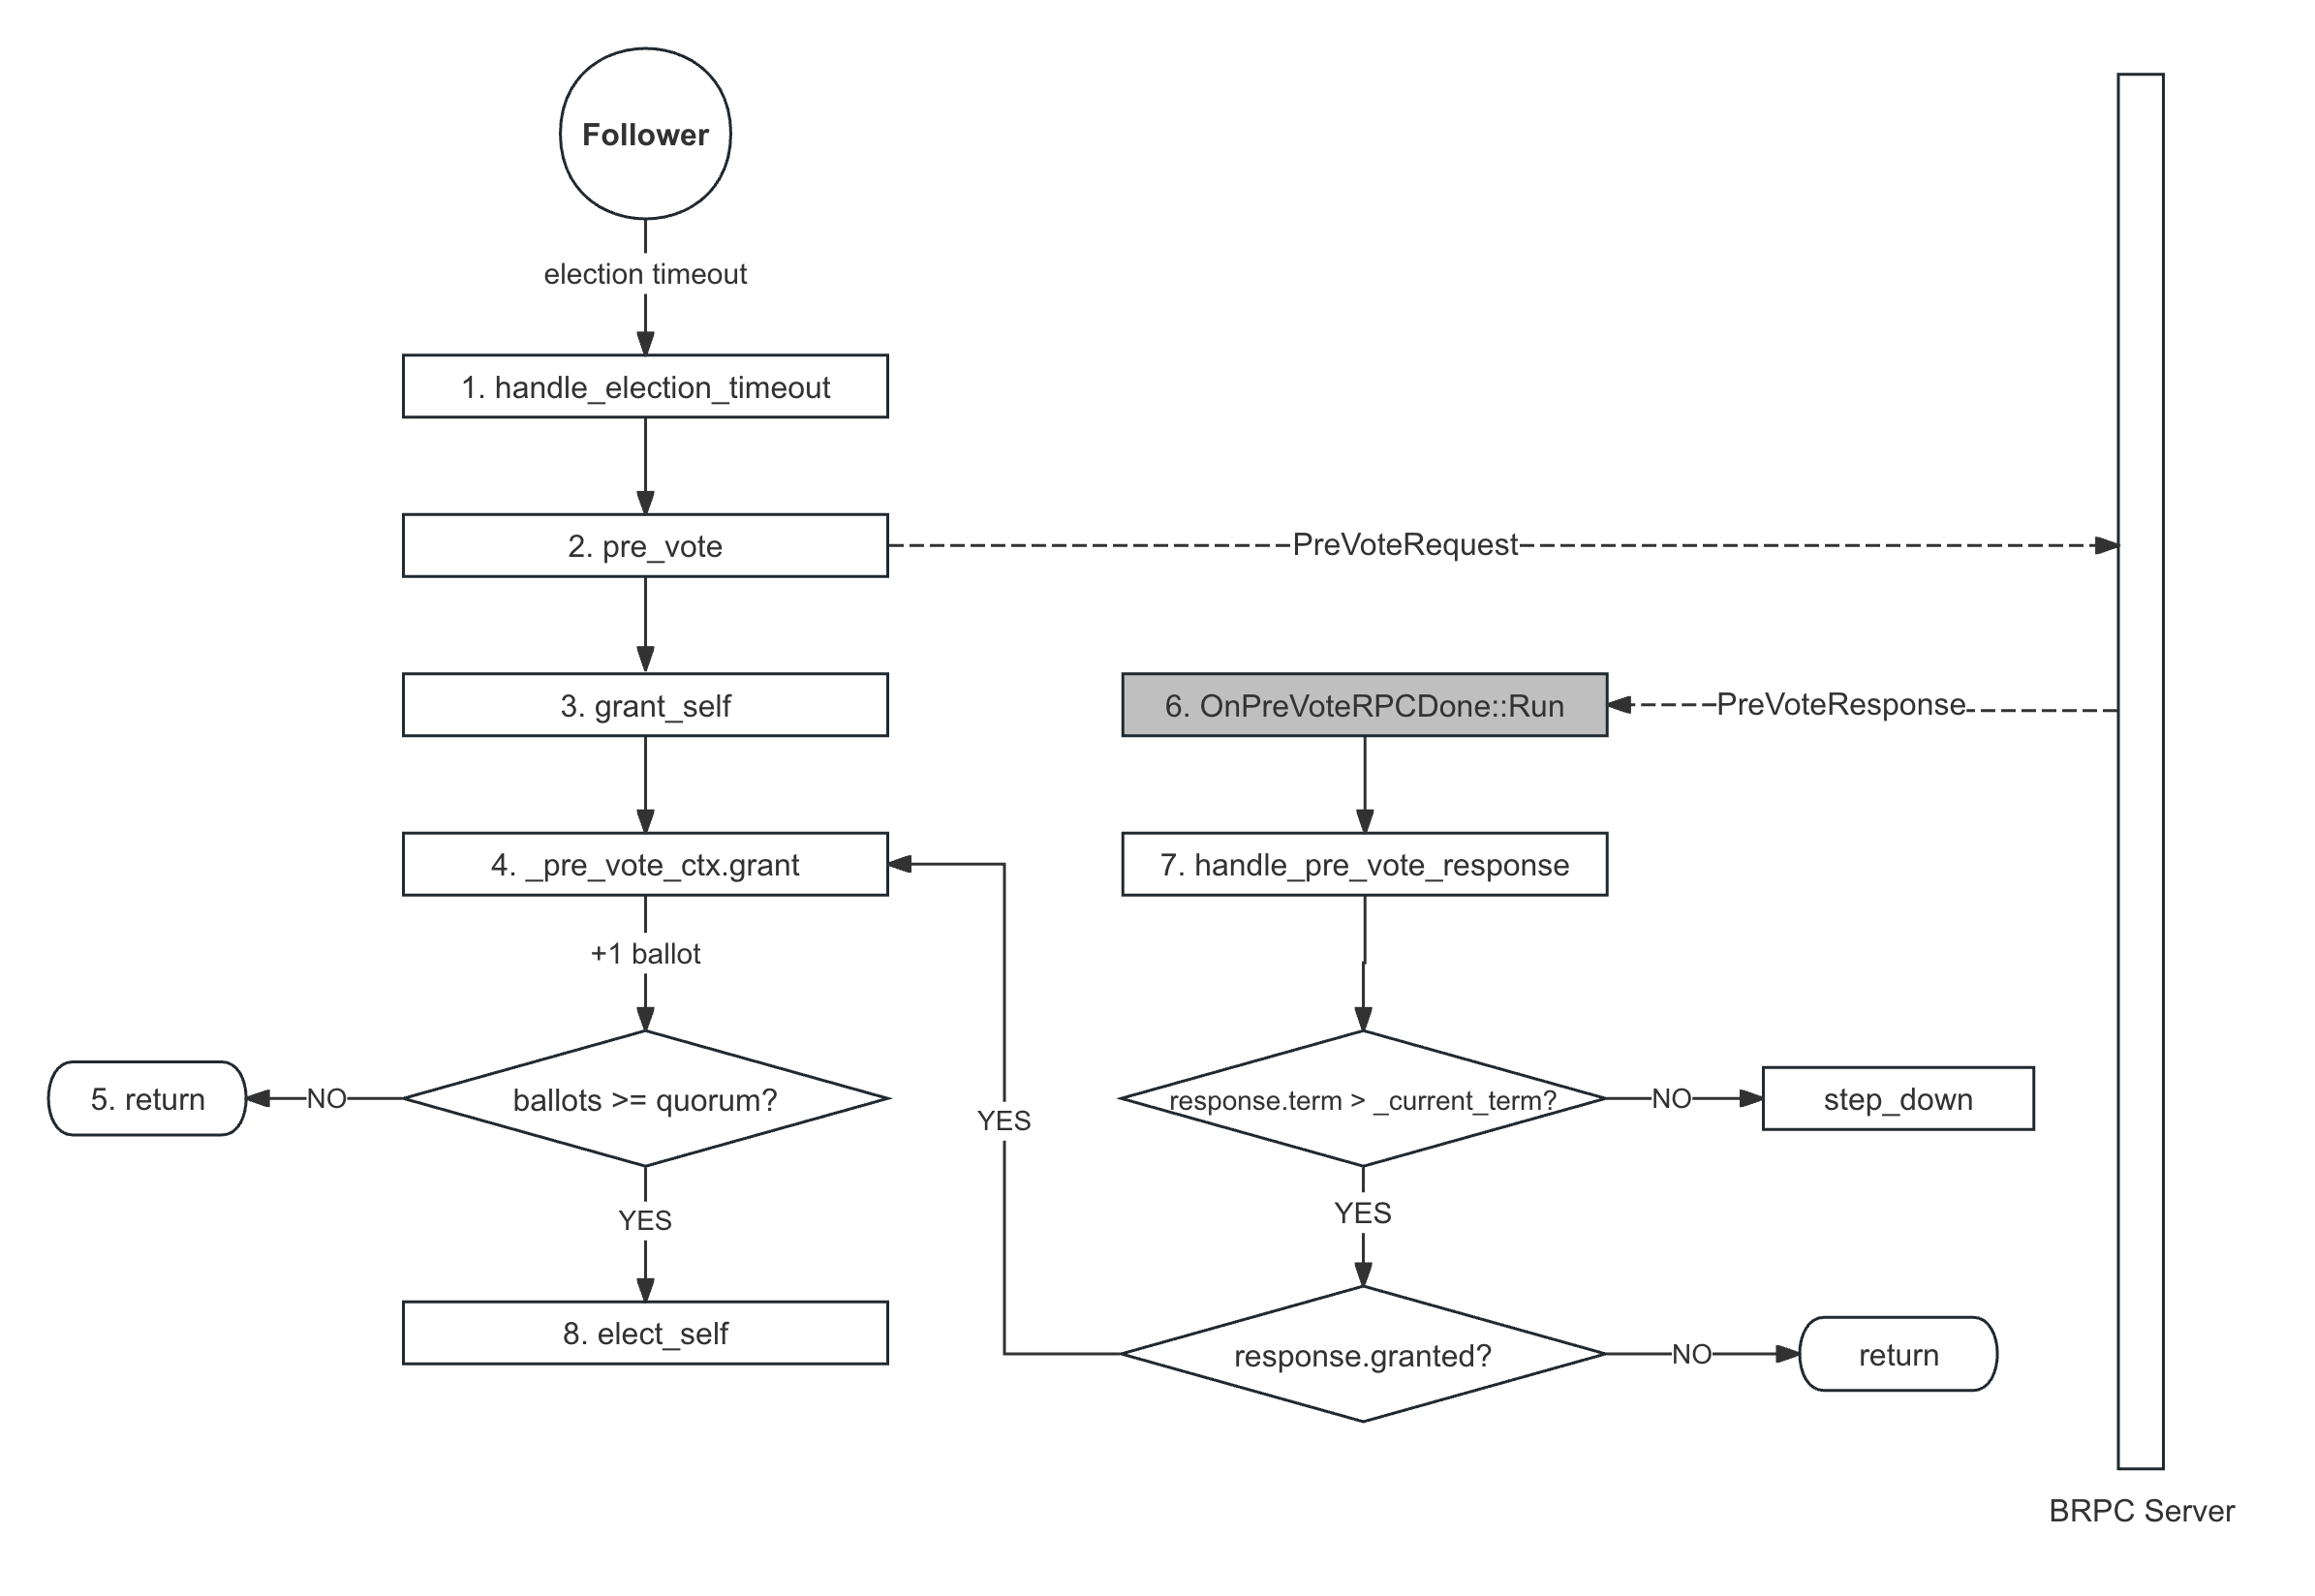 Follower
election timeout
1. handle_election_timeout
2. pre_vote
PreVoteRequest
3. grant_self
6. OnPreVoteRPCDone::Run
PreVoteResponse
4. _pre_vote_ctx.grant
7. handle_pre_vote_response
+1 ballot
5. return
NO
ballots >= quorum?
YES
response.term > _current_term?
NO
step_down
YES
YES
8. elect_self
response.granted?
NO
return
BRPC Server